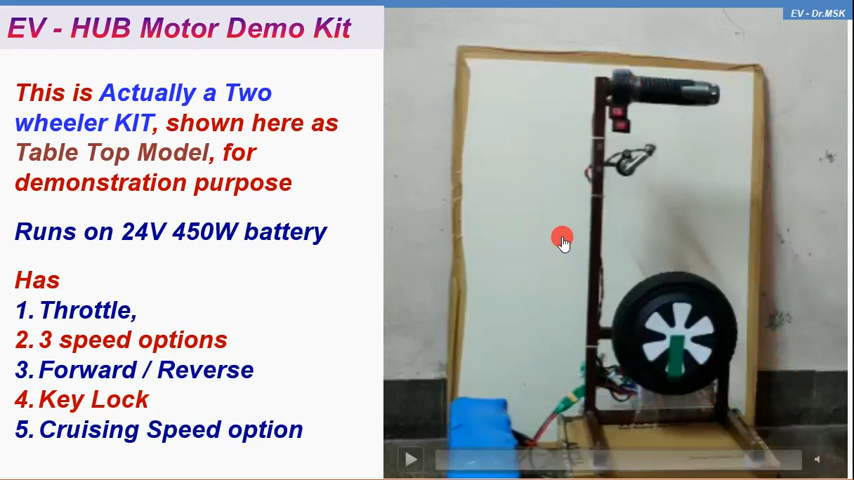 EV - HUB Motor Demo Kit
EV - Dr.MSK
This is Actually a Two
wheeler KIT, shown here as
Table Top Model, for
demonstration purpose
Runs on 24V 450W battery
Has
1. Throttle,
2. 3 speed options
3. Forward / Reverse
4. Key Lock
5. Cruising Speed option